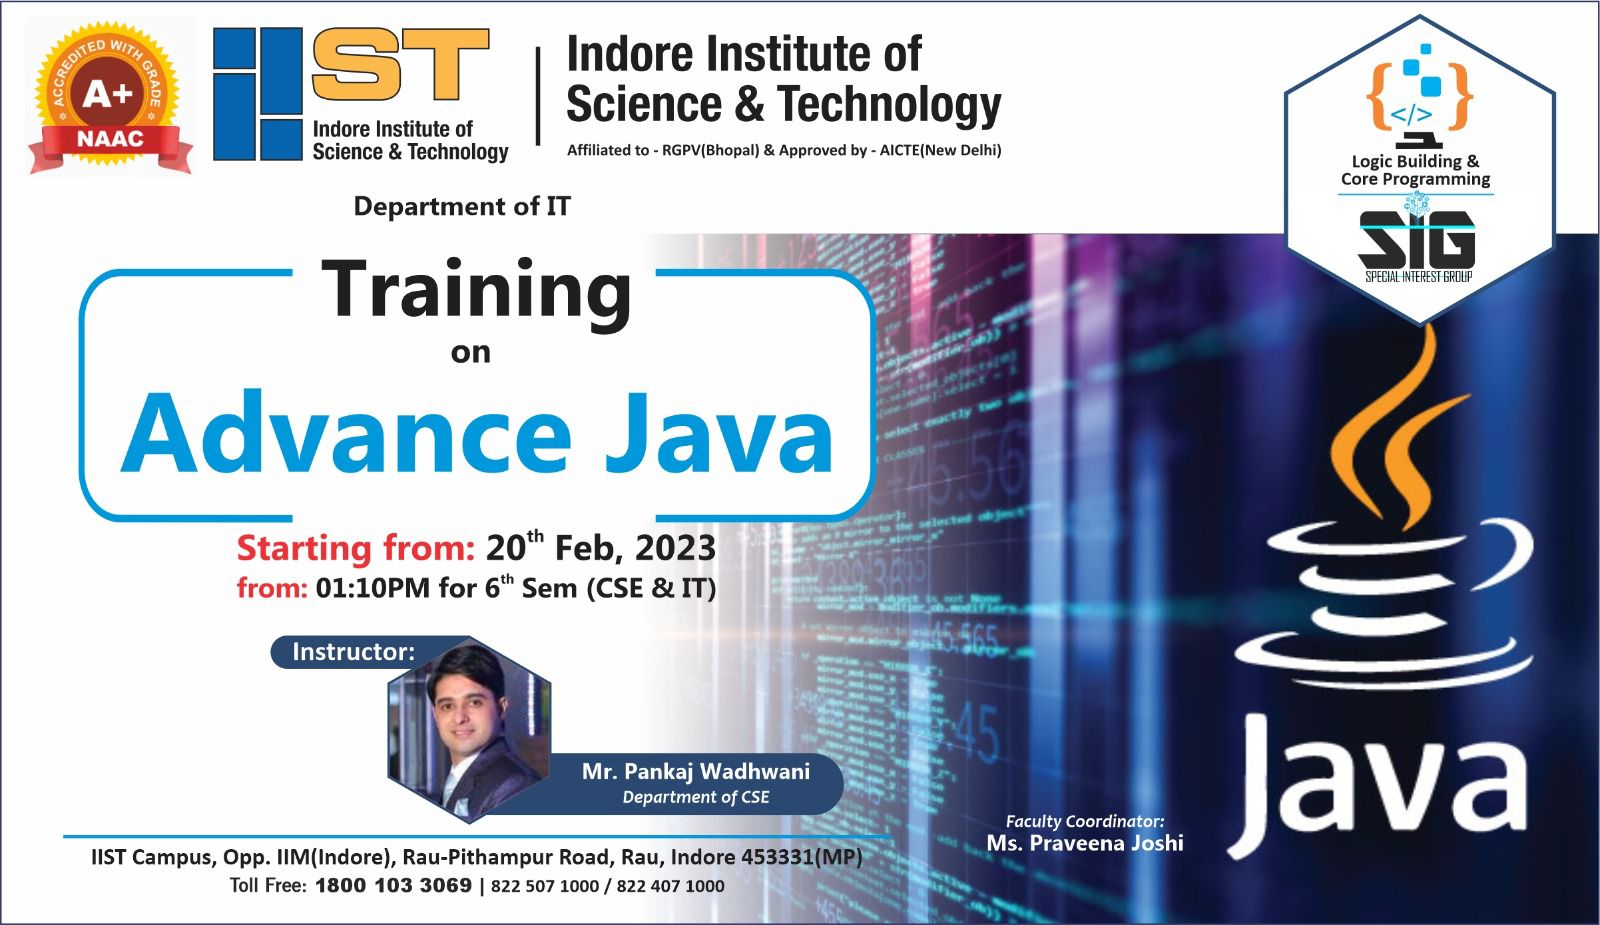 ACCREDITED WITH GRADE
A+
NAAC
IIST
Indore Institute of
Science & Technology
Indore Institute of
Science & Technology
Affiliated to - RGPV(Bhopal) & Approved by - AICTE(New Delhi)
</>
Logic Building &
Core Programming
SIG
SPECIAL INTEREST GROUP
Department of IT
Training
on
Advance Java
Starting from: 20th Feb, 2023
from: 01:10PM for 6th Sem (CSE & IT)
Instructor:
Mr. Pankaj Wadhwani
Department of CSE
Java
Faculty Coordinator:
Ms. Praveena Joshi
IIST Campus, Opp. IIM(Indore), Rau-Pithampur Road, Rau, Indore 453331(MP)
Toll Free: 1800 103 3069 | 822 507 1000 / 822 407 1000